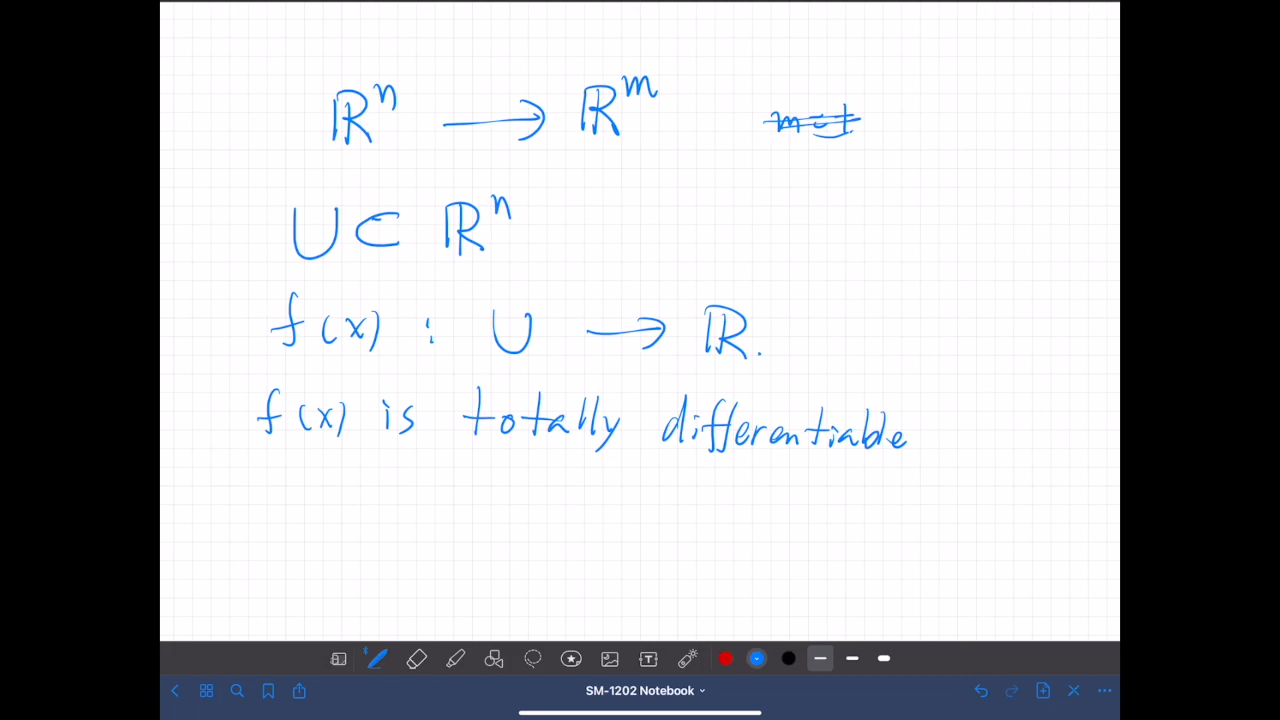 ℝⁿ ⟶ ℝᵐ
U ⊂ ℝⁿ
f(x) : U ⟶ ℝ.
f(x) is totally differentiable
SM-1202 Notebook